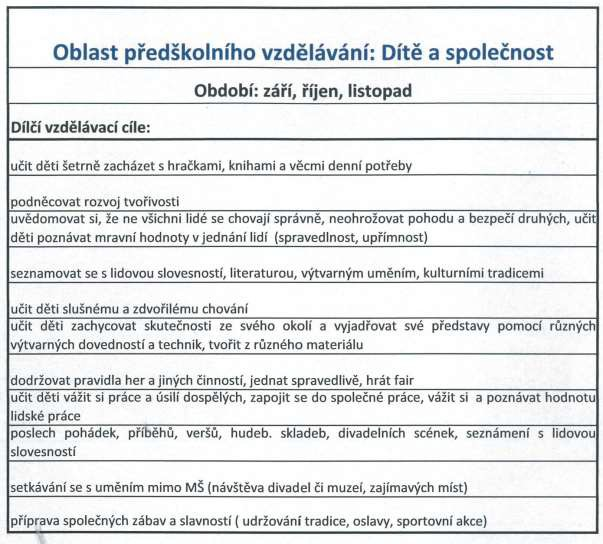 Oblast předškolního vzdělávání: Dítě a společnost
Období: září, říjen, listopad
Dílčí vzdělávací cíle:
učit děti šetrně zacházet s hračkami, knihami a věcmi denní potřeby
podněcovat rozvoj tvořivosti
uvědomovat si, že ne všichni lidé se chovají správně, neohrožovat pohodu a bezpečí druhých, učit
děti poznávat mravní hodnoty v jednání lidí (spravedlnost, upřímnost)
seznamovat se s lidovou slovesností, literaturou, výtvarným uměním, kulturními tradicemi
učit děti slušnému a zdvořilému chování
učit děti zachycovat skutečnosti ze svého okolí a vyjadřovat své představy pomocí různých
výtvarných dovedností a technik, tvořit z různého materiálu
dodržovat pravidla her a jiných činností, jednat spravedlivě, hrát fair
učit děti vážit si práce a úsilí dospělých, zapojit se do společné práce, vážit si a poznávat hodnotu
lidské práce
poslech pohádek, příběhů, veršů, hudeb. skladeb, divadelních scének, seznámení s lidovou
slovesností
setkávání se s uměním mimo MŠ (návštěva divadel či muzeí, zajímavých míst)
příprava společných zábav a slavností ( udržování tradice, oslavy, sportovní akce)